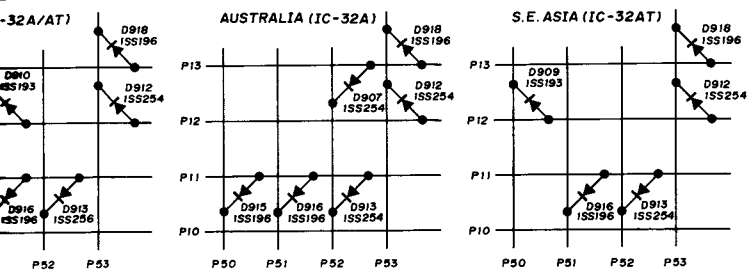 -32A/AT)
AUSTRALIA (IC-32A)
S.E. ASIA (IC-32AT)
D918
1SS196
D912
1SS254
D913
1SS256
D916
P52
P53
P13
P12
P11
P10
D918
1SS196
D907
1SS254
D912
1SS254
D915
1SS196
D916
1SS196
D913
1SS254
P50
P51
P52
P53
P13
P12
P11
P10
D918
1SS196
D909
1SS193
D912
1SS254
D916
1SS196
D913
1SS254
P50
P51
P52
P53